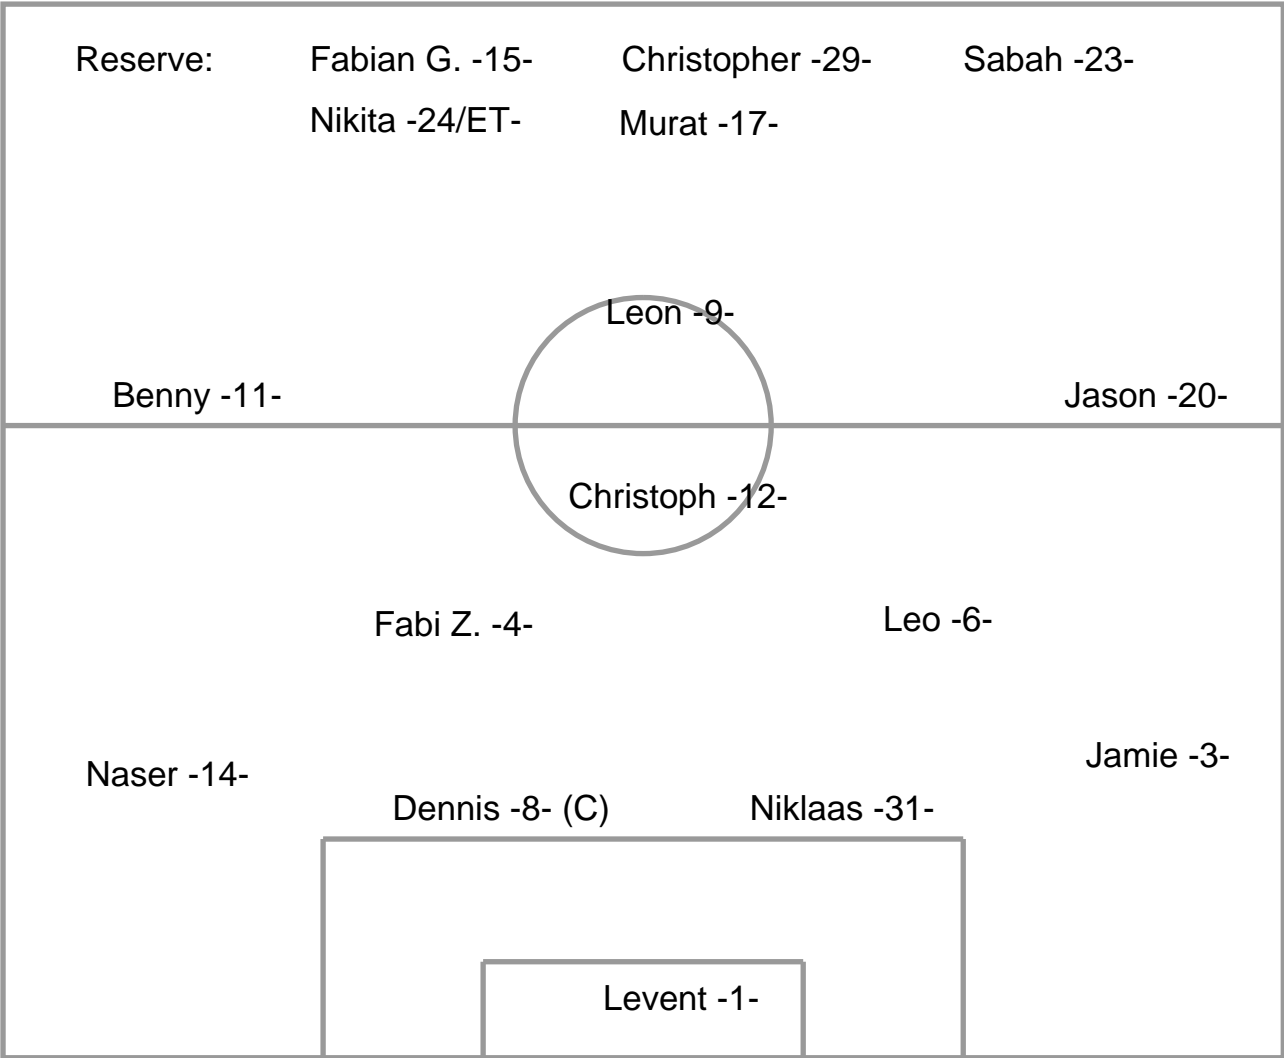 Reserve: Fabian G. -15- Christopher -29- Sabah -23-
Nikita -24/ET- Murat -17-
Leon -9-
Benny -11- Jason -20-
Christoph -12-
Fabi Z. -4- Leo -6-
Naser -14- Jamie -3-
Dennis -8- (C) Niklaas -31-
Levent -1-